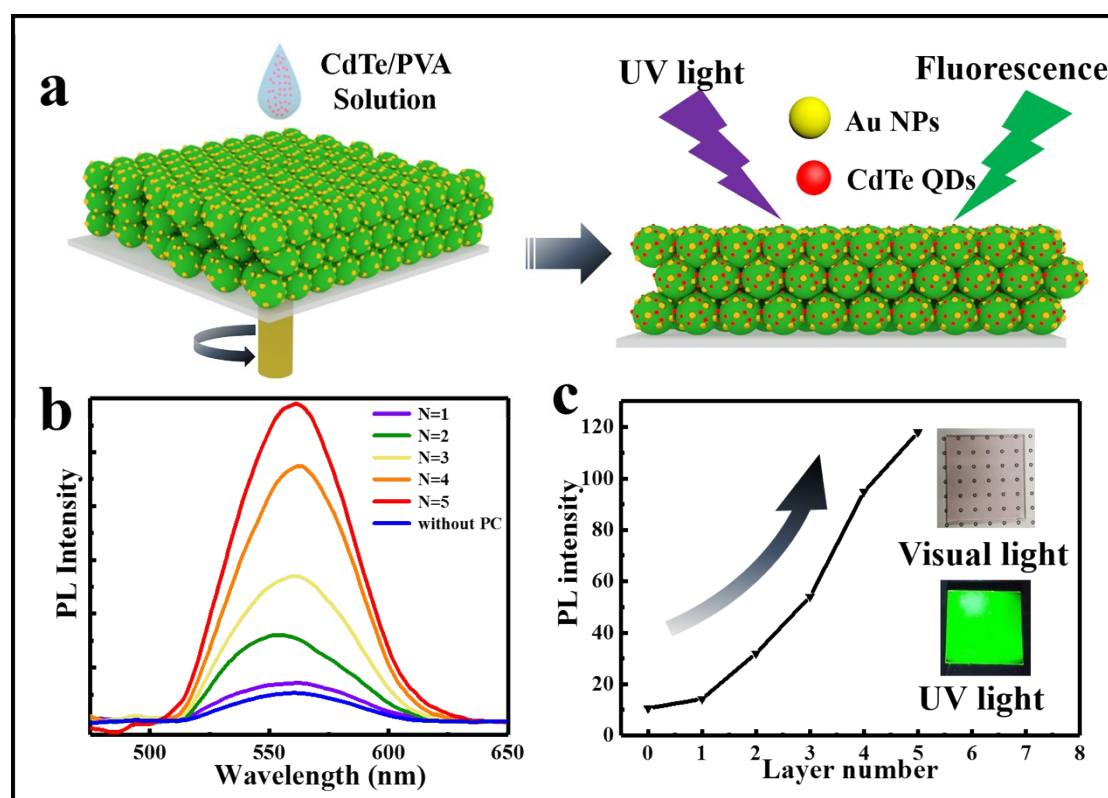 a
CdTe/PVA
Solution
UV light
Fluorescence
Au NPs
CdTe QDs
b
PL Intensity
N=1
N=2
N=3
N=4
N=5
without PC
500
550
600
650
Wavelength (nm)
c
PL intensity
120
100
80
60
40
20
0
Visual light
UV light
0 1 2 3 4 5 6 7 8
Layer number